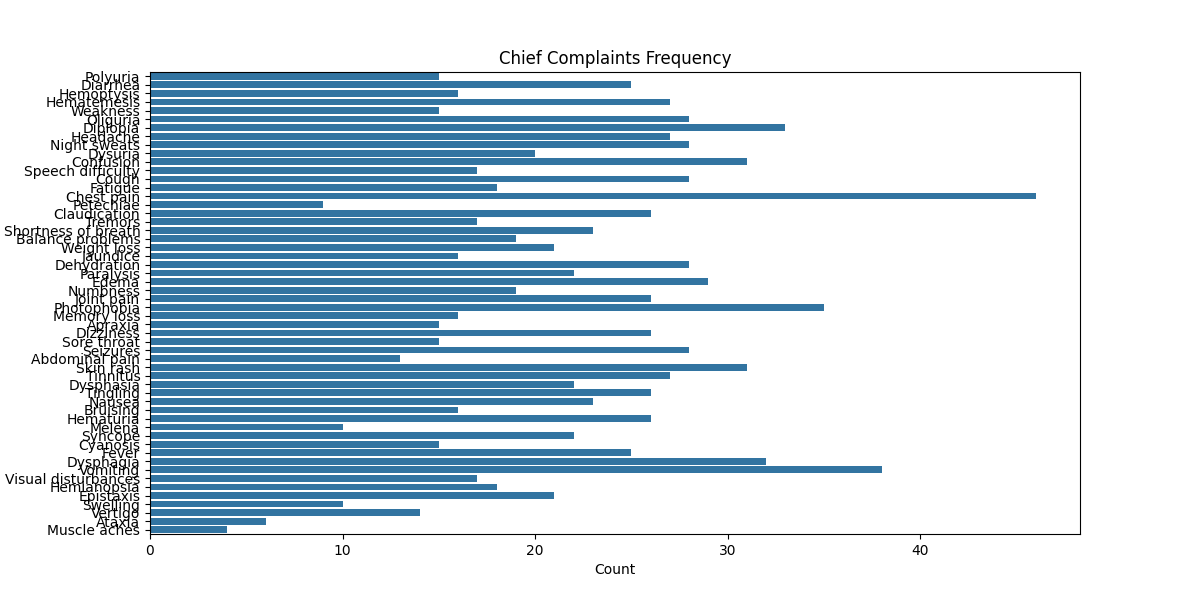 Chief Complaints Frequency
Polyuria
Diarrhea
Hemoptysis
Hematemesis
Weakness
Oliguria
Diplopia
Headache
Night sweats
Dysuria
Confusion
Speech difficulty
Cough
Fatigue
Chest pain
Petechiae
Claudication
Tremors
Shortness of breath
Balance problems
Weight loss
Jaundice
Dehydration
Paralysis
Edema
Numbness
Joint pain
Photophobia
Memory loss
Apraxia
Dizziness
Sore throat
Seizures
Abdominal pain
Skin rash
Tinnitus
Dysphasia
Tingling
Nausea
Bruising
Hematuria
Melena
Syncope
Cyanosis
Fever
Dysphagia
Vomiting
Visual disturbances
Hemianopsia
Epistaxis
Swelling
Vertigo
Ataxia
Muscle aches
0 10 20 30 40
Count